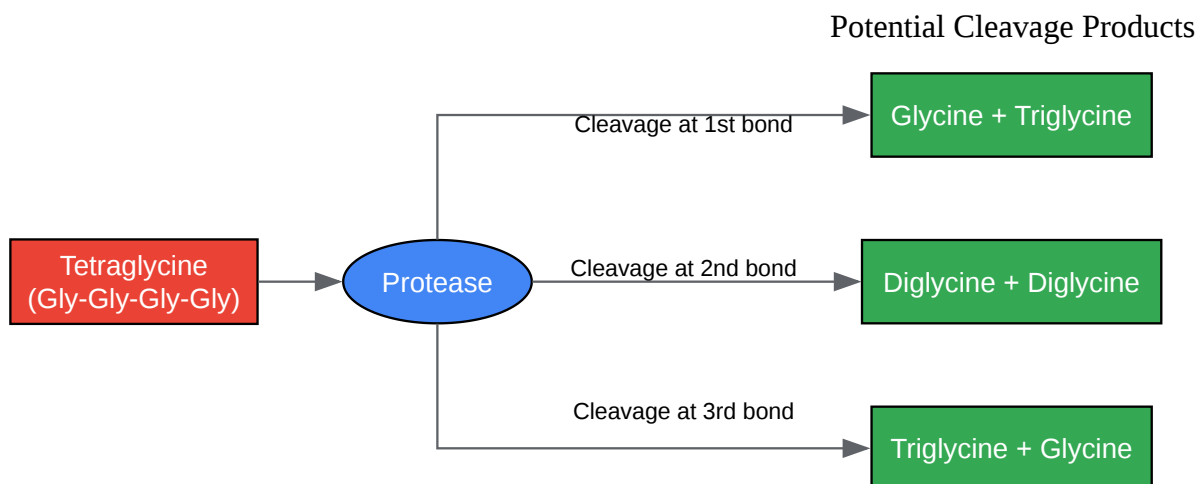 Potential Cleavage Products
Cleavage at 1st bond
Glycine + Triglycine
Tetraglycine
(Gly-Gly-Gly-Gly)
Protease
Cleavage at 2nd bond
Diglycine + Diglycine
Cleavage at 3rd bond
Triglycine + Glycine